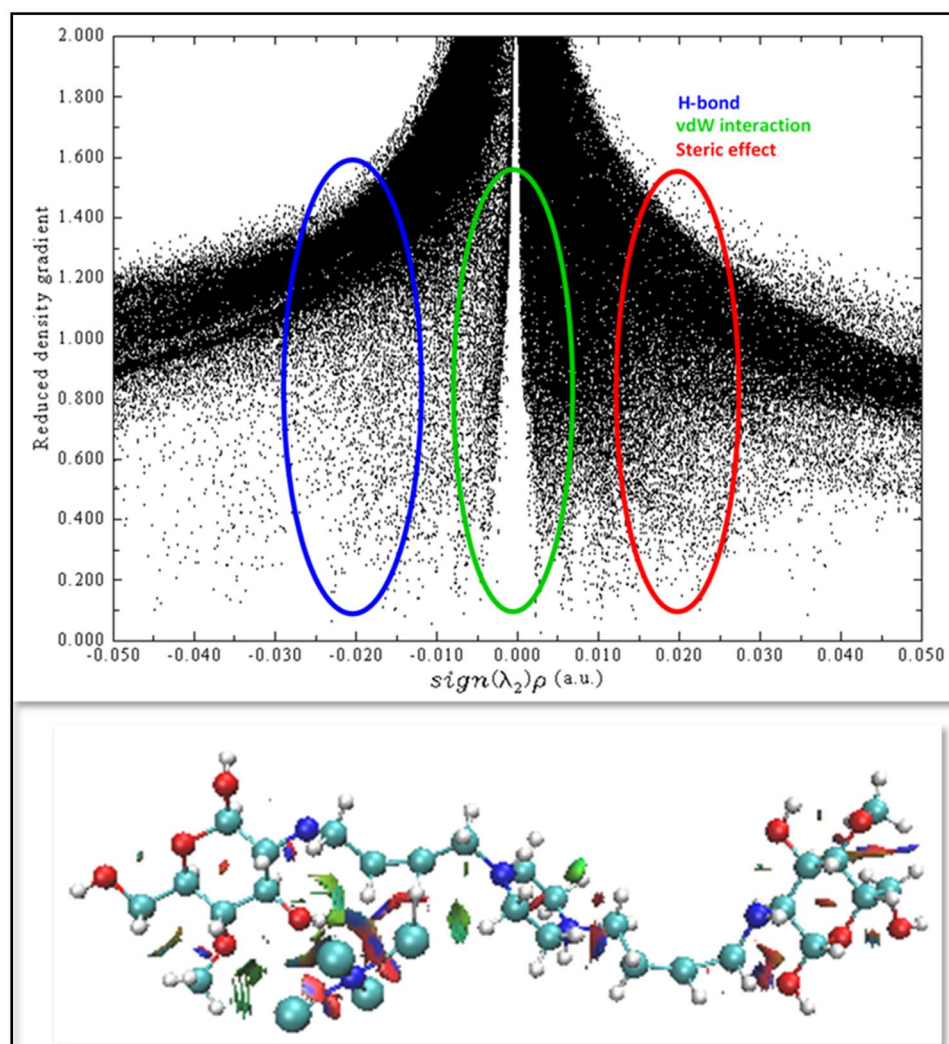 2.000
1.800
1.600
1.400
1.200
1.000
0.800
0.600
0.400
0.200
0.000
Reduced density gradient
H-bond
vdW interaction
Steric effect
-0.050 -0.040 -0.030 -0.020 -0.010 0.000 0.010 0.020 0.030 0.040 0.050
sign(λ₂)ρ (a.u.)